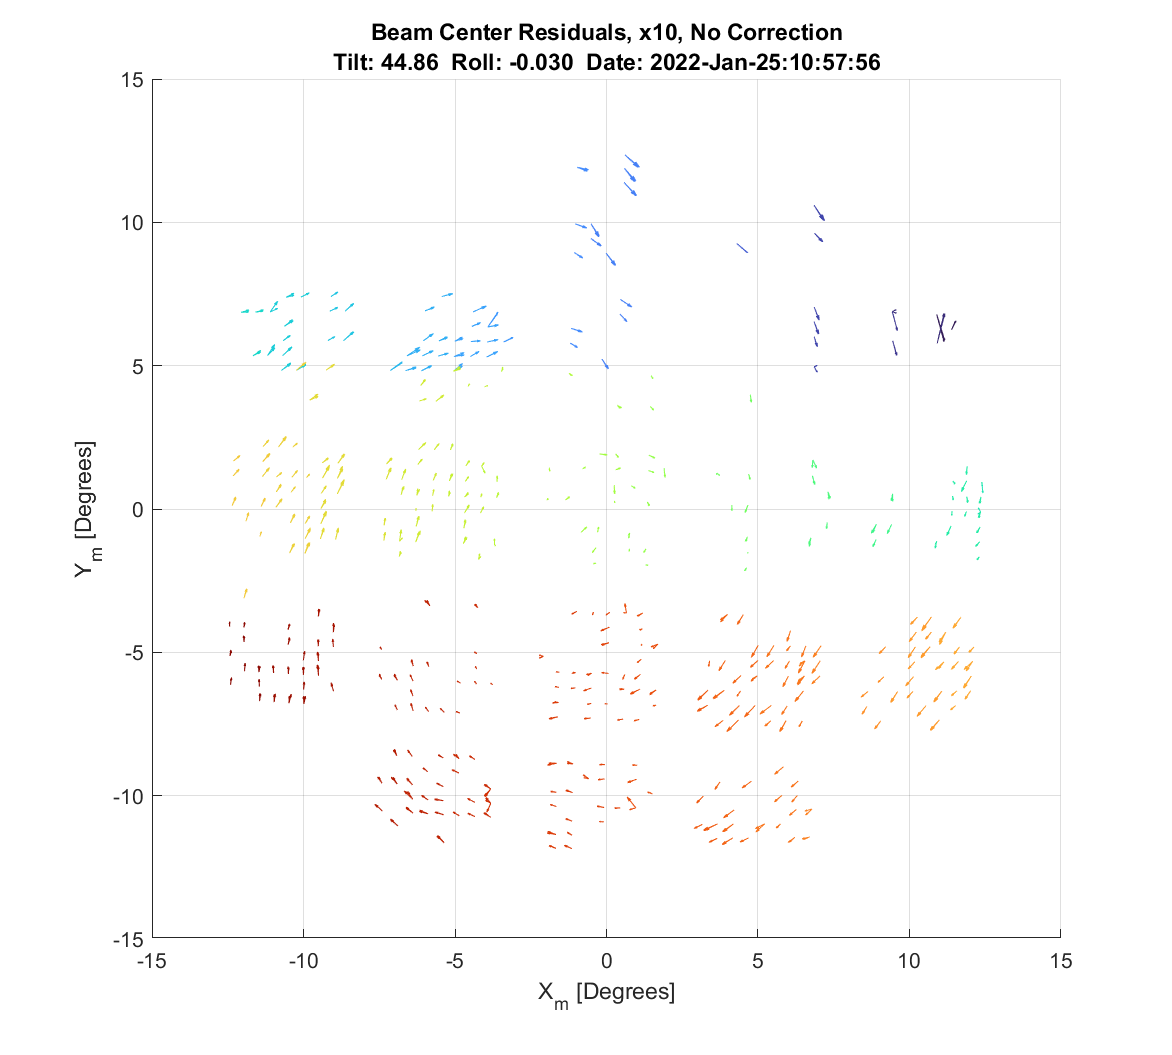 Beam Center Residuals, x10, No Correction
Tilt: 44.86 Roll: -0.030 Date: 2022-Jan-25:10:57:56
15
10
5
0
-5
-10
-15
Y_m [Degrees]
-15 -10 -5 0 5 10 15
X_m [Degrees]